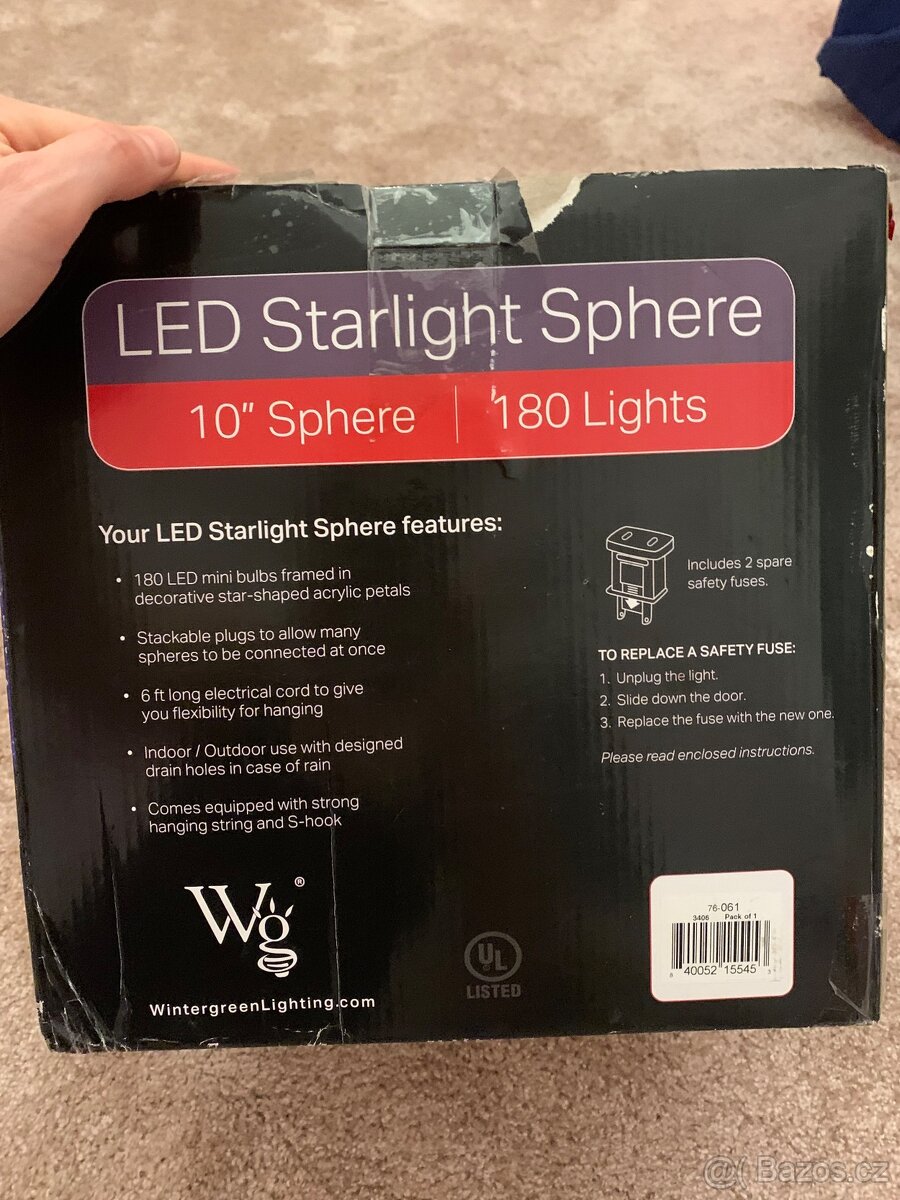 LED Starlight Sphere
10" Sphere | 180 Lights
Your LED Starlight Sphere features:
• 180 LED mini bulbs framed in
decorative star-shaped acrylic petals
• Stackable plugs to allow many
spheres to be connected at once
• 6 ft long electrical cord to give
you flexibility for hanging
• Indoor / Outdoor use with designed
drain holes in case of rain
• Comes equipped with strong
hanging string and S-hook
Includes 2 spare
safety fuses.
TO REPLACE A SAFETY FUSE:
1. Unplug the light.
2. Slide down the door.
3. Replace the fuse with the new one.
Please read enclosed instructions.
Wg®
WintergreenLighting.com
UL
LISTED
76-061
3406 Pack of 1
8 40052 15545 3
@( Bazos.cz